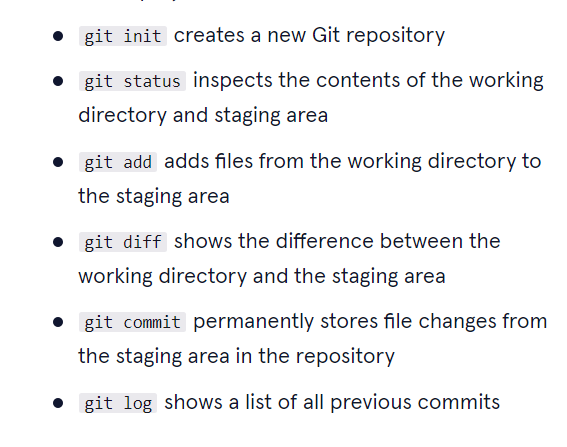 git init creates a new Git repository
git status inspects the contents of the working
directory and staging area
git add adds files from the working directory to
the staging area
git diff shows the difference between the
working directory and the staging area
git commit permanently stores file changes from
the staging area in the repository
git log shows a list of all previous commits